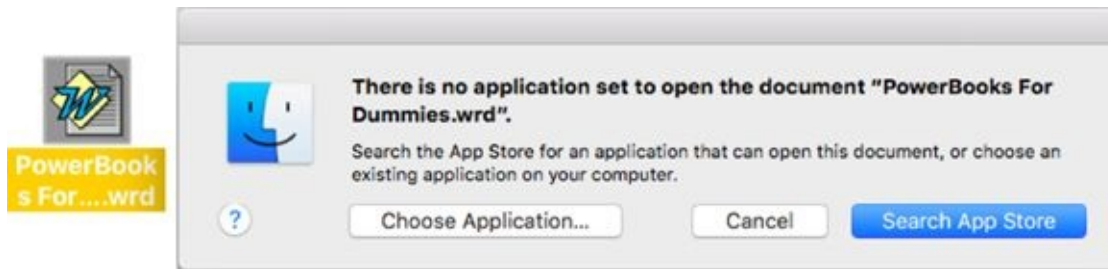 PowerBook
s For....wrd
There is no application set to open the document "PowerBooks For
Dummies.wrd".
Search the App Store for an application that can open this document, or choose an
existing application on your computer.
?
Choose Application...
Cancel
Search App Store